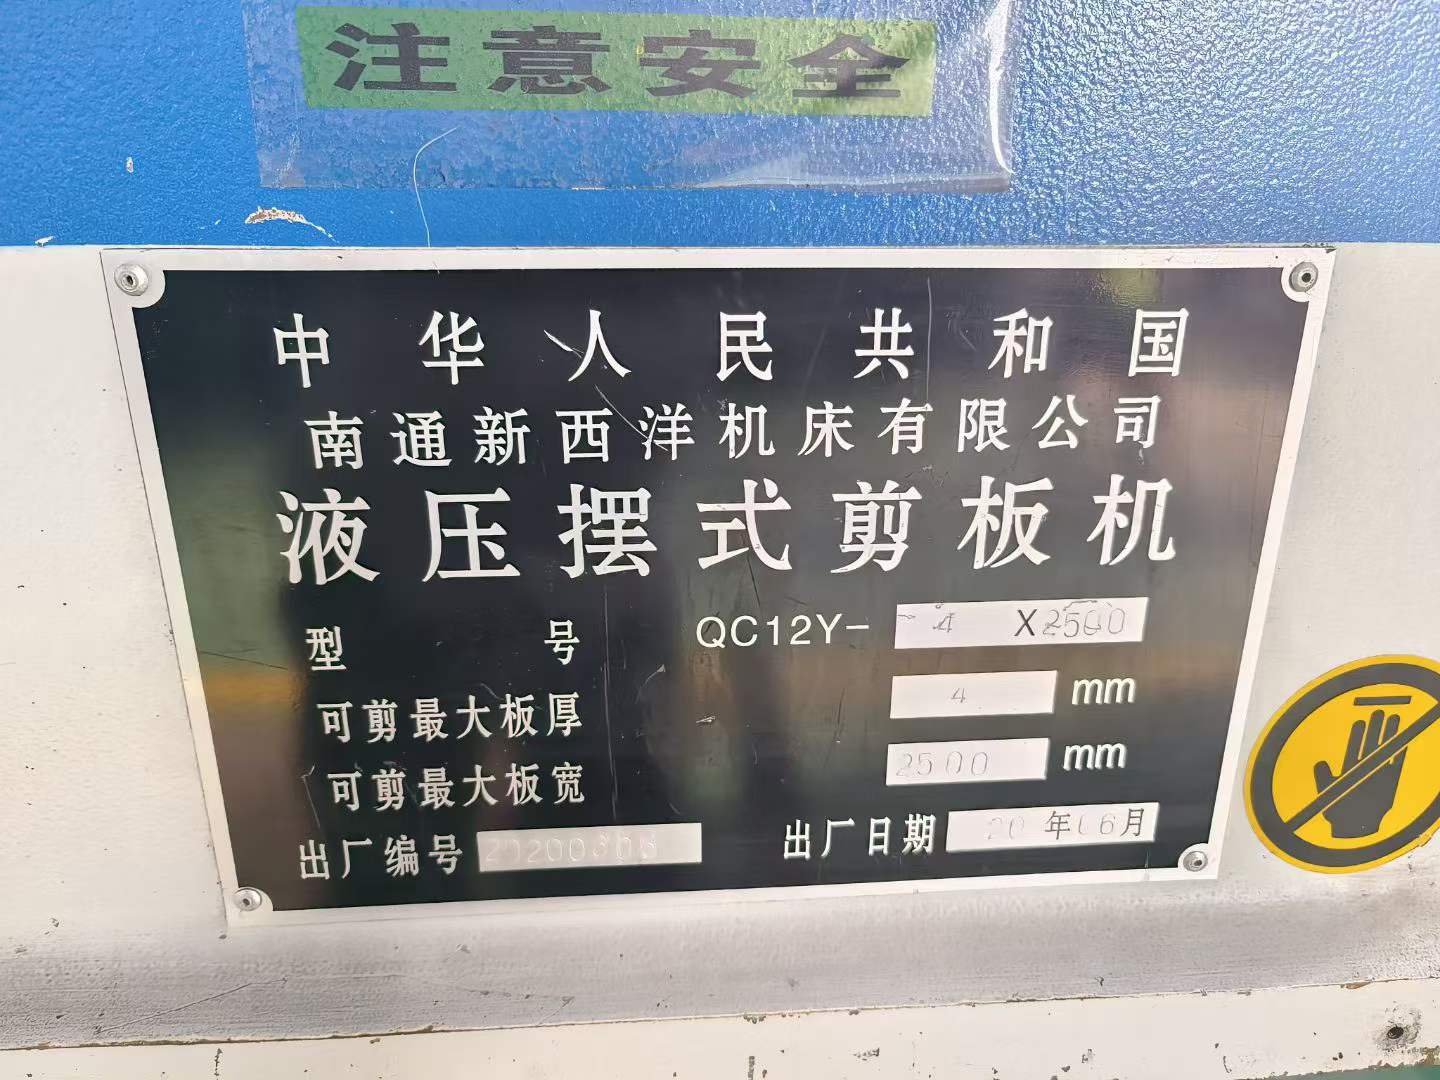 注意安全
中华人民共和国
南通新西洋机床有限公司
液压摆式剪板机
型号 QC12Y- 4 X2500
可剪最大板厚 4 mm
可剪最大板宽 2500 mm
出厂编号 出厂日期 20年06月